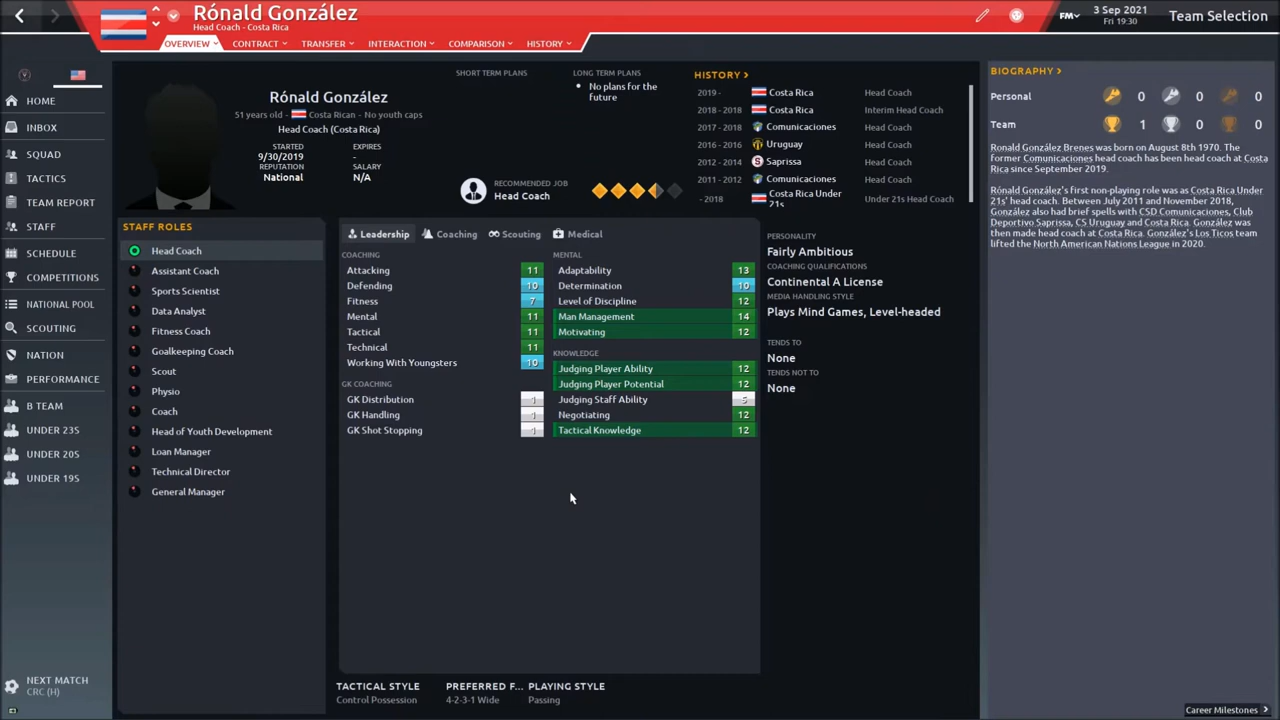 Rónald González
Head Coach - Costa Rica
FM
3 Sep 2021
Fri 19:30
Team Selection
OVERVIEW
CONTRACT
TRANSFER
INTERACTION
COMPARISON
HISTORY
HOME
INBOX
SQUAD
TACTICS
TEAM REPORT
STAFF
SCHEDULE
COMPETITIONS
NATIONAL POOL
SCOUTING
NATION
PERFORMANCE
B TEAM
UNDER 23S
UNDER 20S
UNDER 19S
NEXT MATCH
CRC (H)
Rónald González
51 years old - Costa Rican - No youth caps
Head Coach (Costa Rica)
STARTED
9/30/2019
EXPIRES
-
REPUTATION
National
SALARY
N/A
SHORT TERM PLANS
LONG TERM PLANS
• No plans for the
future
RECOMMENDED JOB
Head Coach
HISTORY >
2019 - Costa Rica Head Coach
2018 - 2018 Costa Rica Interim Head Coach
2017 - 2018 Comunicaciones Head Coach
2016 - 2017 Uruguay Head Coach
2012 - 2014 Saprissa Head Coach
2011 - 2012 Comunicaciones Head Coach
- 2018 Costa Rica Under 21s Under 21s Head Coach
STAFF ROLES
Head Coach
Assistant Coach
Sports Scientist
Data Analyst
Fitness Coach
Goalkeeping Coach
Scout
Physio
Coach
Head of Youth Development
Loan Manager
Technical Director
General Manager
Leadership
Coaching
Scouting
Medical
COACHING
Attacking 11
Defending 10
Fitness 7
Mental 11
Tactical 11
Technical 11
Working With Youngsters 10
GK COACHING
GK Distribution 1
GK Handling 1
GK Shot Stopping 1
MENTAL
Adaptability 13
Determination 10
Level of Discipline 12
Man Management 14
Motivating 12
KNOWLEDGE
Judging Player Ability 12
Judging Player Potential 12
Judging Staff Ability 5
Negotiating 12
Tactical Knowledge 12
PERSONALITY
Fairly Ambitious
COACHING QUALIFICATIONS
Continental A License
MEDIA HANDLING STYLE
Plays Mind Games, Level-headed
TENDS TO
None
TENDS NOT TO
None
TACTICAL STYLE
Control Possession
PREFERRED F...
4-2-3-1 Wide
PLAYING STYLE
Passing
BIOGRAPHY >
Personal 0 0 0
Team 1 0 0
Ronald González Brenes was born on August 8th 1970. The
former Comunicaciones head coach has been head coach at Costa
Rica since September 2019.
Rónald González's first non-playing role was as Costa Rica Under
21s' head coach. Between July 2011 and November 2018,
González also had brief spells with CSD Comunicaciones, Club
Deportivo Saprissa, CS Uruguay and Costa Rica. González was
then made head coach at Costa Rica. González's Los Ticos team
lifted the North American Nations League in 2020.
Career Milestones >